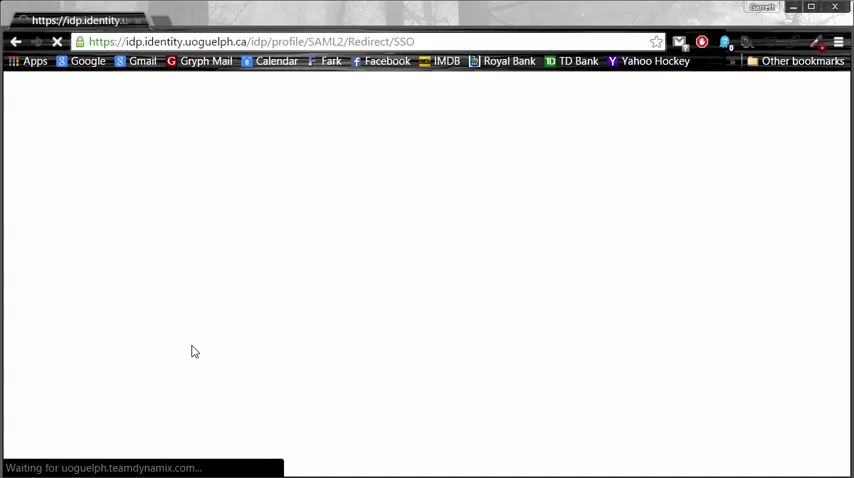 Garrett
https://idp.identity.u
https://idp.identity.uoguelph.ca/idp/profile/SAML2/Redirect/SSO
Apps Google Gmail Gryph Mail Calendar Fark Facebook IMDB Royal Bank TD Bank Yahoo Hockey » Other bookmarks
Waiting for uoguelph.teamdynamix.com...